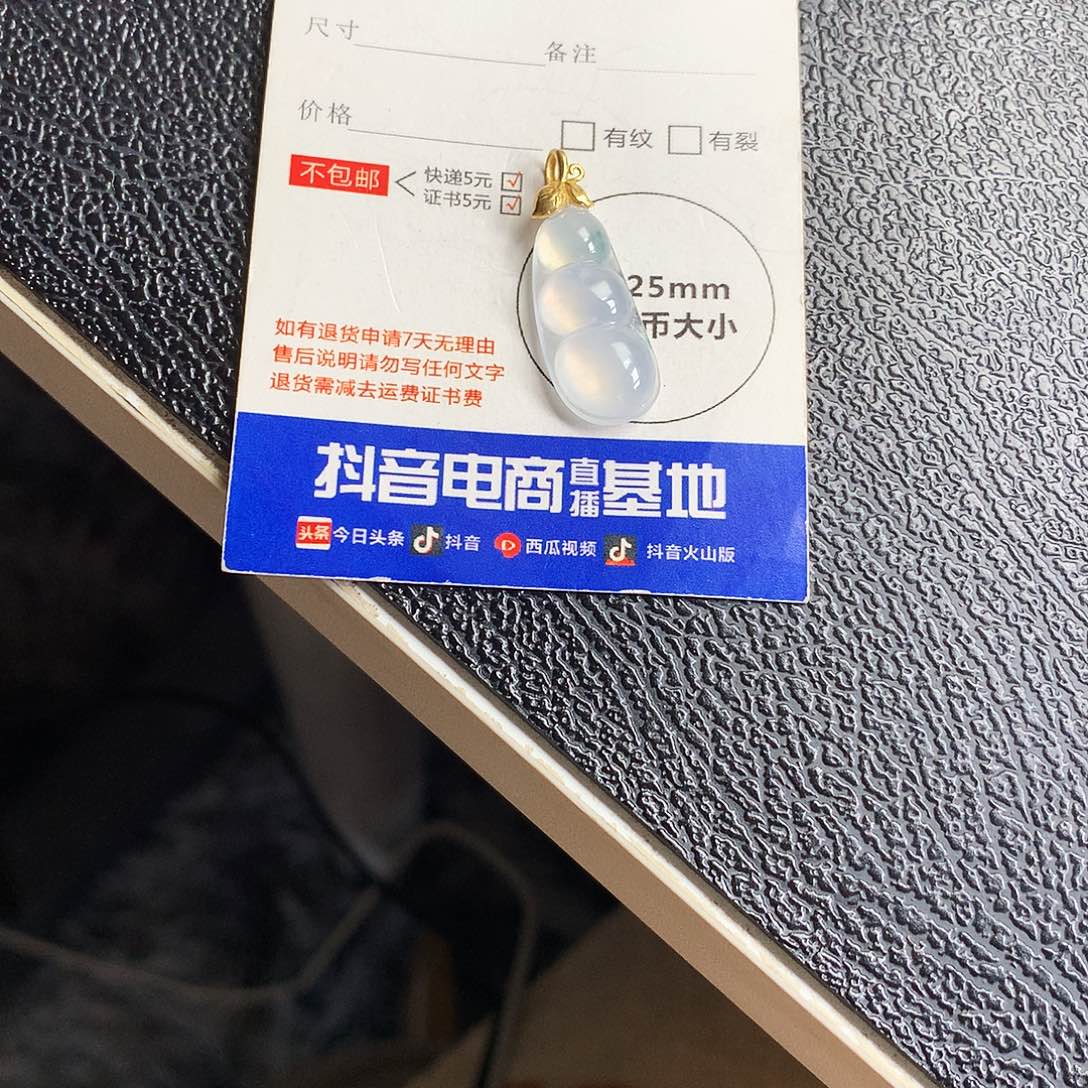 尺寸
备注
价格
有纹
有裂
不包邮
快递5元
证书5元
25mm
币大小
如有退货申请7天无理由
售后说明请勿写任何文字
退货需减去运费证书费
抖音电商直播基地
头条 今日头条 抖音 西瓜视频 抖音火山版